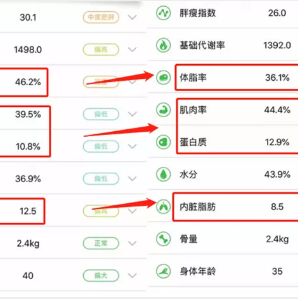 30.1 中度肥胖
1498.0 偏高
46.2%
39.5% 偏低
10.8% 偏低
36.9% 偏低
12.5
2.4kg 正常
40 偏大
胖瘦指数 26.0
基础代谢率 1392.0
体脂率 36.1%
肌肉率 44.4%
蛋白质 12.9%
水分 43.9%
内脏脂肪 8.5
骨量 2.4kg
身体年龄 35